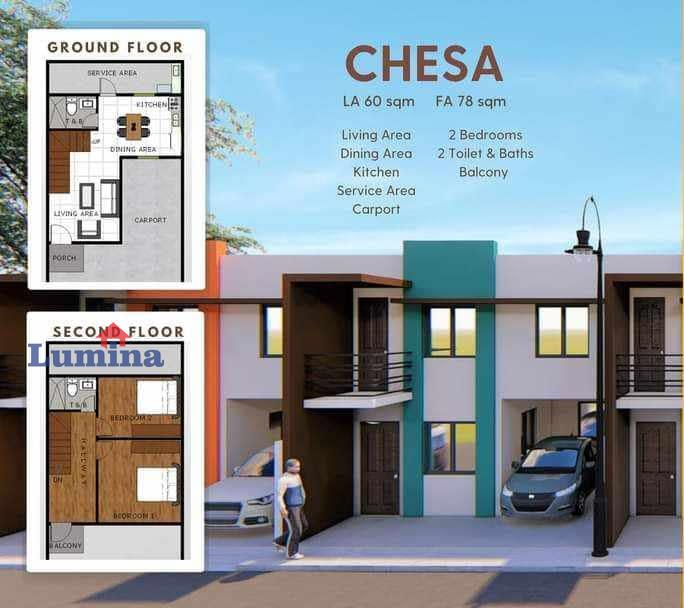 GROUND FLOOR
SERVICE AREA
KITCHEN
T & B
UP
DINING AREA
LIVING AREA
CARPORT
PORCH
SECOND FLOOR
Lumina
T & B
BEDROOM 2
HALLWAY
DN
BEDROOM 1
BALCONY
CHESA
LA 60 sqm FA 78 sqm
Living Area
Dining Area
Kitchen
Service Area
Carport
2 Bedrooms
2 Toilet & Baths
Balcony